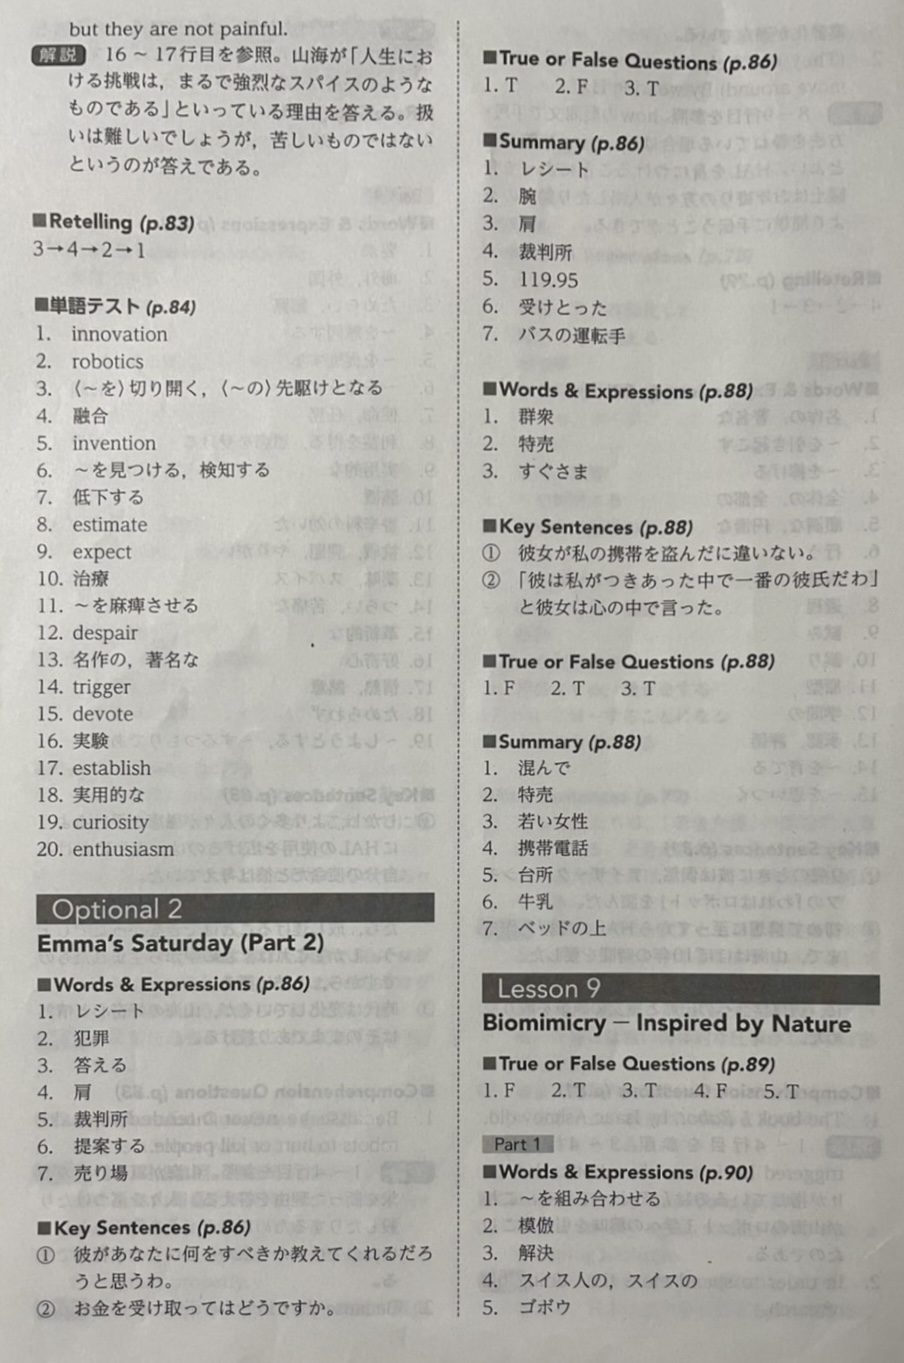 but they are not painful.
解説 16～17行目を参照。山海が「人生にお
ける挑戦は，まるで強烈なスパイスのような
ものである」といっている理由を答える。扱
いは難しいでしょうが，苦しいものではない
というのが答えである。
■Retelling (p.83)
3→4→2→1
■単語テスト (p.84)
1. innovation
2. robotics
3. 〈～を〉切り開く，〈～の〉先駆けとなる
4. 融合
5. invention
6. ～を見つける，検知する
7. 低下する
8. estimate
9. expect
10. 治療
11. ～を麻痺させる
12. despair
13. 名作の，著名な
14. trigger
15. devote
16. 実験
17. establish
18. 実用的な
19. curiosity
20. enthusiasm
Optional 2
Emma's Saturday (Part 2)
■Words & Expressions (p.86)
1. レシート
2. 犯罪
3. 答える
4. 肩
5. 裁判所
6. 提案する
7. 売り場
■Key Sentences (p.86)
① 彼があなたに何をすべきか教えてくれるだろ
うと思うわ。
② お金を受け取ってはどうですか。
■True or False Questions (p.86)
1. T 2. F 3. T
■Summary (p.86)
1. レシート
2. 腕
3. 肩
4. 裁判所
5. 119.95
6. 受けとった
7. バスの運転手
■Words & Expressions (p.88)
1. 群衆
2. 特売
3. すぐさま
■Key Sentences (p.88)
① 彼女が私の携帯を盗んだに違いない。
② 「彼は私がつきあった中で一番の彼氏だわ」
と彼女は心の中で言った。
■True or False Questions (p.88)
1. F 2. T 3. T
■Summary (p.88)
1. 混んで
2. 特売
3. 若い女性
4. 携帯電話
5. 台所
6. 牛乳
7. ベッドの上
Lesson 9
Biomimicry – Inspired by Nature
■True or False Questions (p.89)
1. F 2. T 3. T 4. F 5. T
Part 1
■Words & Expressions (p.90)
1. ～を組み合わせる
2. 模倣
3. 解決
4. スイス人の，スイスの
5. ゴボウ